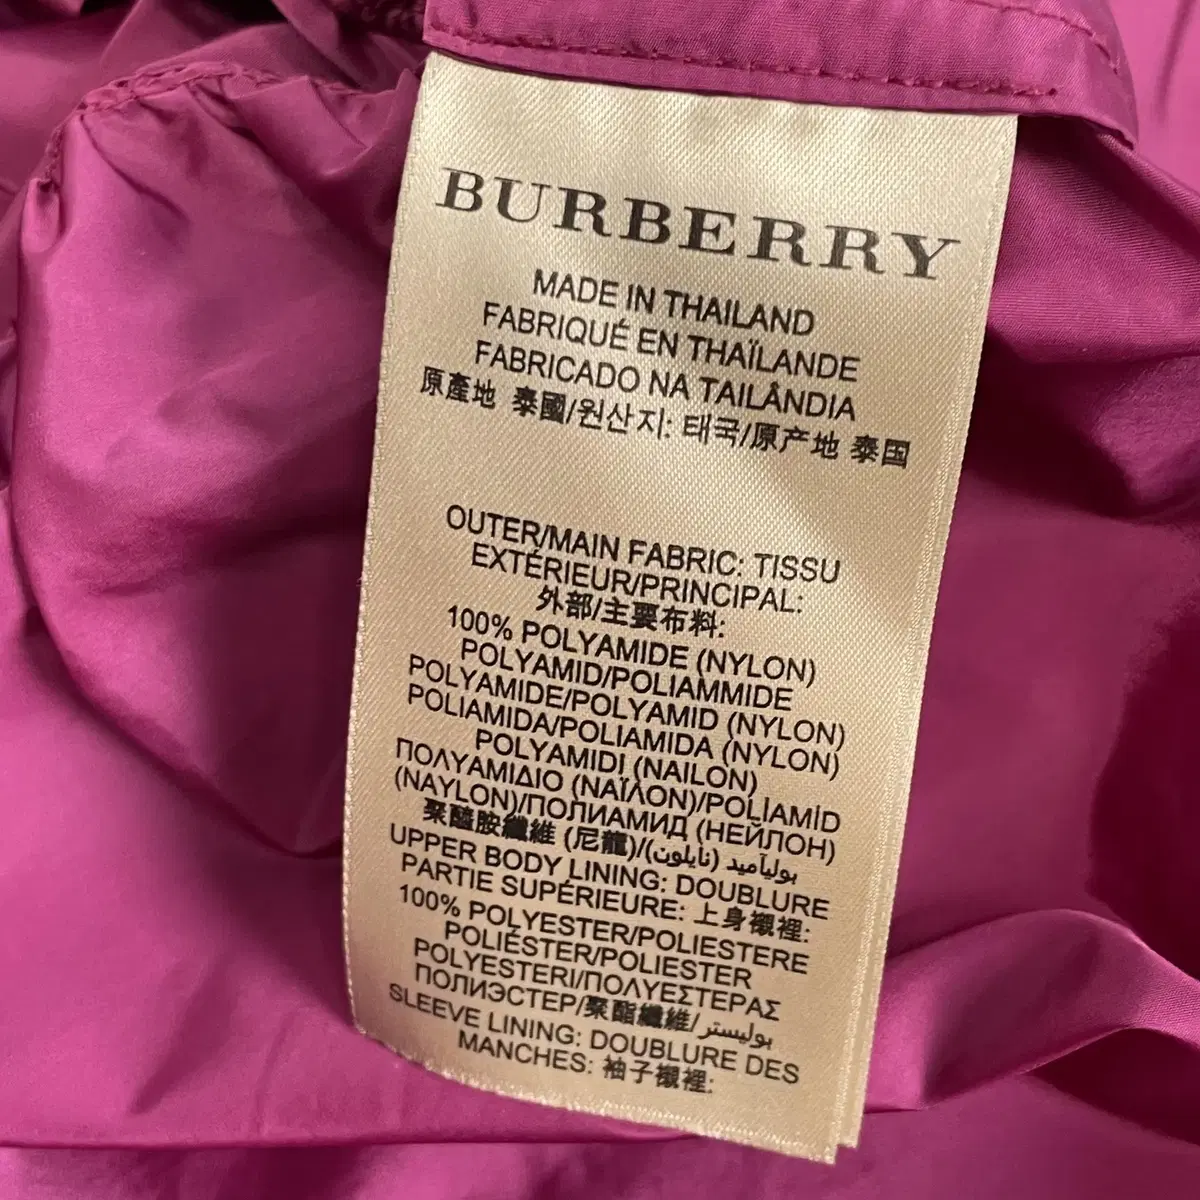 BURBERRY
MADE IN THAILAND
FABRIQUÉ EN THAÏLANDE
FABRICADO NA TAILÂNDIA
原產地 泰國/원산지: 태국/原产地 泰国
OUTER/MAIN FABRIC: TISSU
EXTÉRIEUR/PRINCIPAL:
外部/主要布料:
100% POLYAMIDE (NYLON)
POLYAMID/POLIAMMIDE
POLYAMIDE/POLYAMID (NYLON)
POLIAMIDA/POLIAMIDA (NYLON)
POLYAMIDI (NAILON)
ΠΟΛΥΑΜΙΔΙΟ (ΝΑΪΛΟΝ)/POLİAMİD
(NAYLON)/ПОЛИАМИД (НЕЙЛОН)
聚醯胺纖維 (尼龍)/بوليآميد (نايلون)
UPPER BODY LINING: DOUBLURE
PARTIE SUPÉRIEURE: 上身襯裡:
100% POLYESTER/POLIESTERE
POLIÉSTER/POLIESTER
POLYESTERI/ΠΟΛΥΕΣΤΕΡΑΣ
ПОЛИЭСТЕР/聚酯纖維/بوليستر
SLEEVE LINING: DOUBLURE DES
MANCHES: 袖子襯裡: